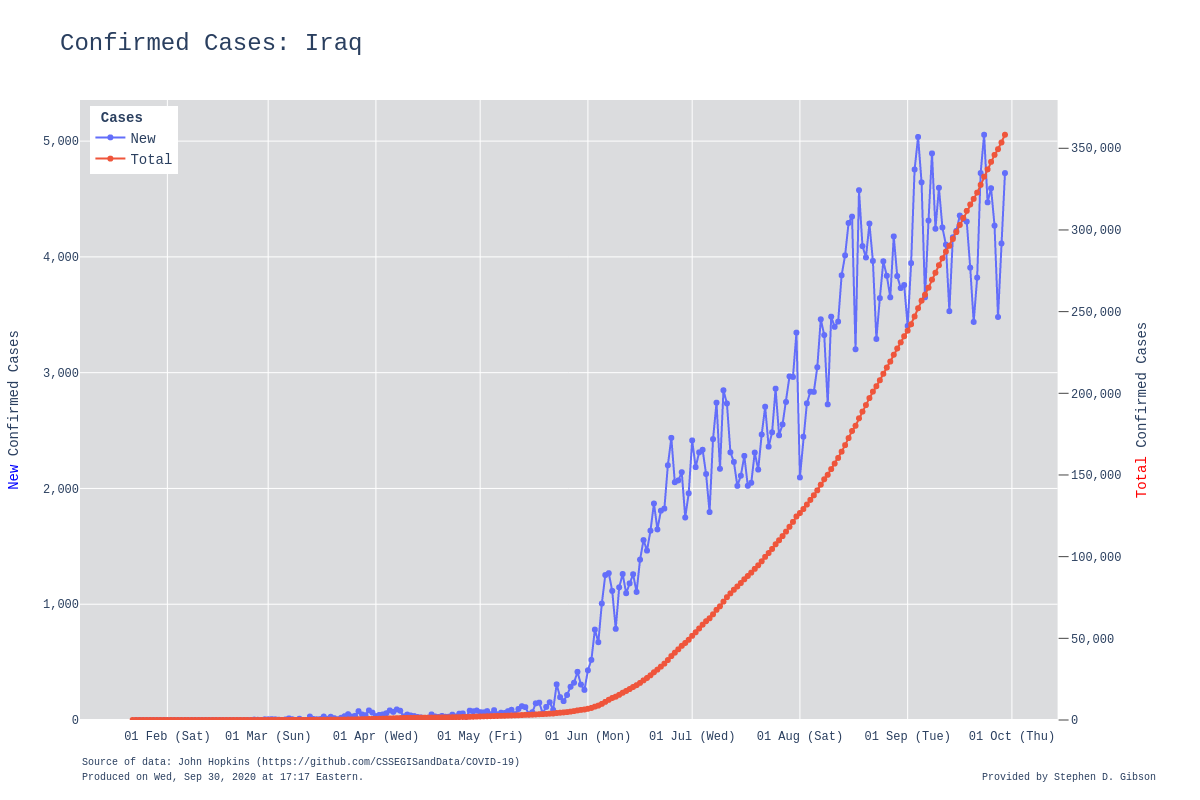 Confirmed Cases: Iraq
Cases
New
Total
5,000
4,000
3,000
2,000
1,000
0
New Confirmed Cases
350,000
300,000
250,000
200,000
150,000
100,000
50,000
0
Total Confirmed Cases
01 Feb (Sat) 01 Mar (Sun) 01 Apr (Wed) 01 May (Fri) 01 Jun (Mon) 01 Jul (Wed) 01 Aug (Sat) 01 Sep (Tue) 01 Oct (Thu)
Source of data: John Hopkins (https://github.com/CSSEGISandData/COVID-19)
Produced on Wed, Sep 30, 2020 at 17:17 Eastern.
Provided by Stephen D. Gibson